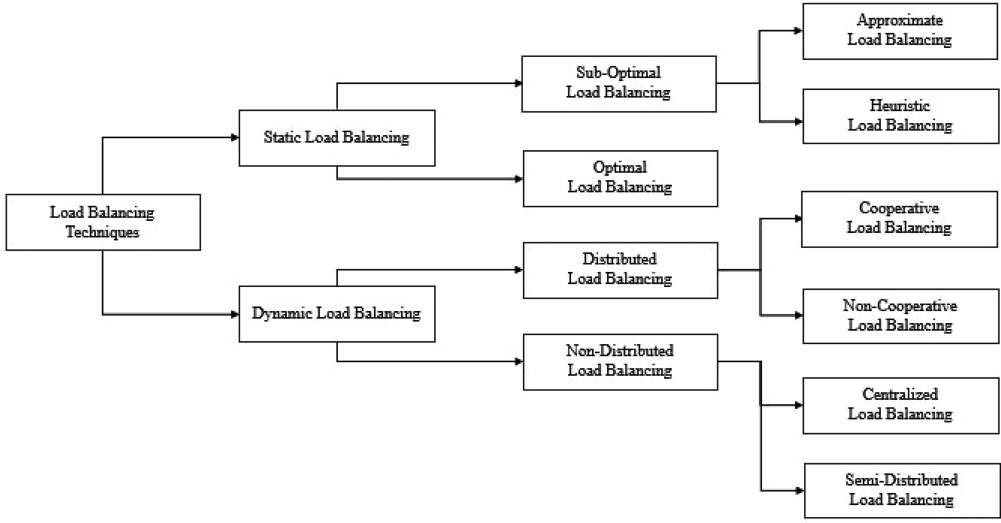 Approximate
Load Balancing
Sub-Optimal
Load Balancing
Heuristic
Load Balancing
Static Load Balancing
Optimal
Load Balancing
Load Balancing
Techniques
Cooperative
Load Balancing
Distributed
Load Balancing
Dynamic Load Balancing
Non-Cooperative
Load Balancing
Non-Distributed
Load Balancing
Centralized
Load Balancing
Semi-Distributed
Load Balancing